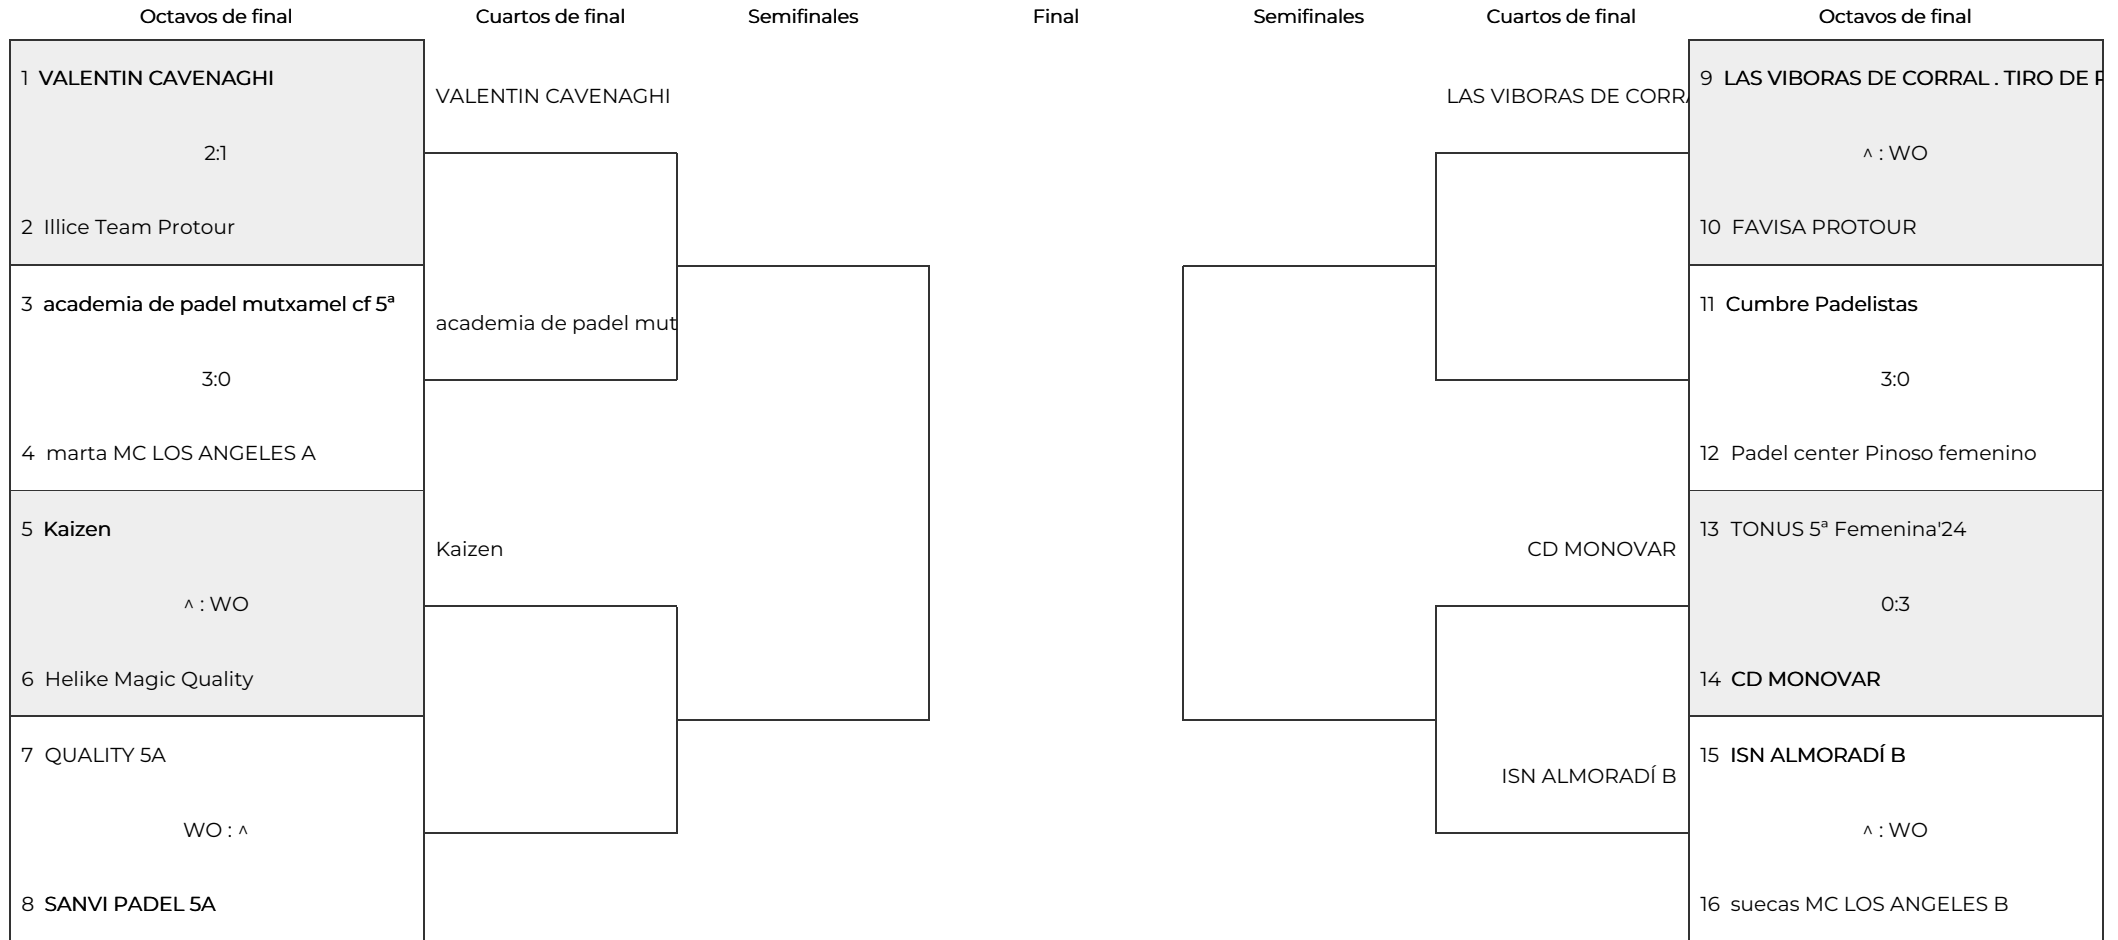 Octavos de final
Cuartos de final
Semifinales
Final
Semifinales
Cuartos de final
Octavos de final
1 VALENTIN CAVENAGHI
2:1
2 Illice Team Protour
3 academia de padel mutxamel cf 5ª
3:0
4 marta MC LOS ANGELES A
5 Kaizen
^ : WO
6 Helike Magic Quality
7 QUALITY 5A
WO : ^
8 SANVI PADEL 5A
VALENTIN CAVENAGHI
academia de padel mut
Kaizen
LAS VIBORAS DE CORRA
CD MONOVAR
ISN ALMORADÍ B
9 LAS VIBORAS DE CORRAL . TIRO DE
^ : WO
10 FAVISA PROTOUR
11 Cumbre Padelistas
3:0
12 Padel center Pinoso femenino
13 TONUS 5ª Femenina'24
0:3
14 CD MONOVAR
15 ISN ALMORADÍ B
^ : WO
16 suecas MC LOS ANGELES B